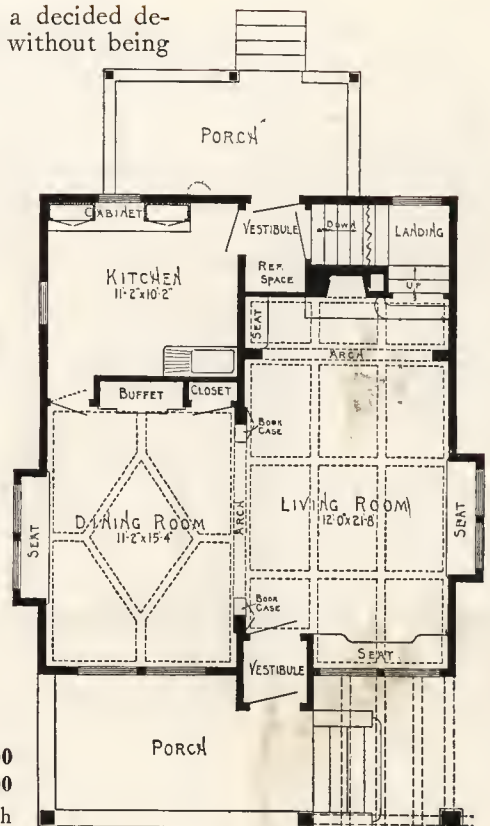 a decided de-
without being
PORCH
CABINET
VESTIBULE
DOWN
LANDING
KITCHEN
11'-2"x10'-2"
REF.
SPACE
UP
SEAT
ARCH
BUFFET
CLOSET
BOOK
CASE
DINING ROOM
11'-2"x15'-4"
ARCH
LIVING ROOM
12'-0"x21'-8"
SEAT
SEAT
BOOK
CASE
VESTIBULE
SEAT
PORCH
00
00
h